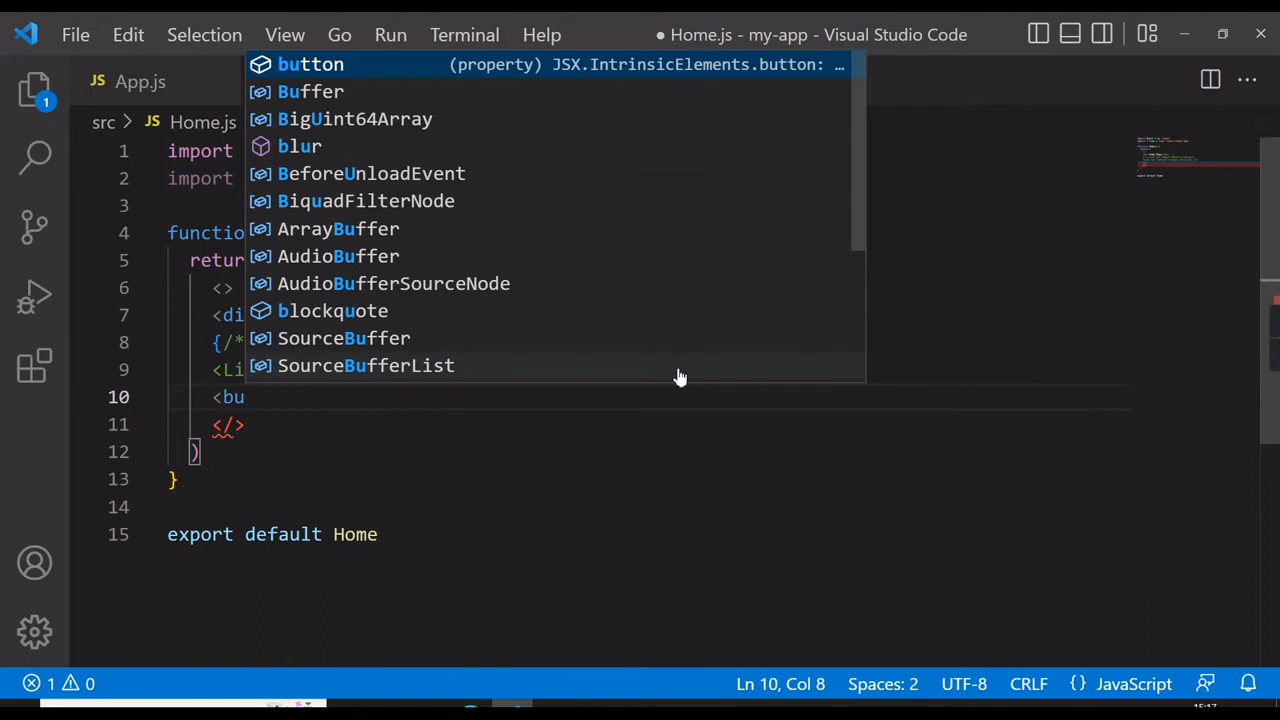 File Edit Selection View Go Run Terminal Help ● Home.js - my-app - Visual Studio Code
1
JS App.js
button (property) JSX.IntrinsicElements.button: …
Buffer
src > JS Home.js
BigUint64Array
1 import
blur
2 import
BeforeUnloadEvent
3
BiquadFilterNode
4 functio
ArrayBuffer
5 retur
AudioBuffer
6 <>
AudioBufferSourceNode
7 <di
blockquote
8 {/*
SourceBuffer
9 <Li
SourceBufferList
10 <bu
11 </>
12 )
13 }
14
15 export default Home
1 0 Ln 10, Col 8 Spaces: 2 UTF-8 CRLF {} JavaScript
15:17